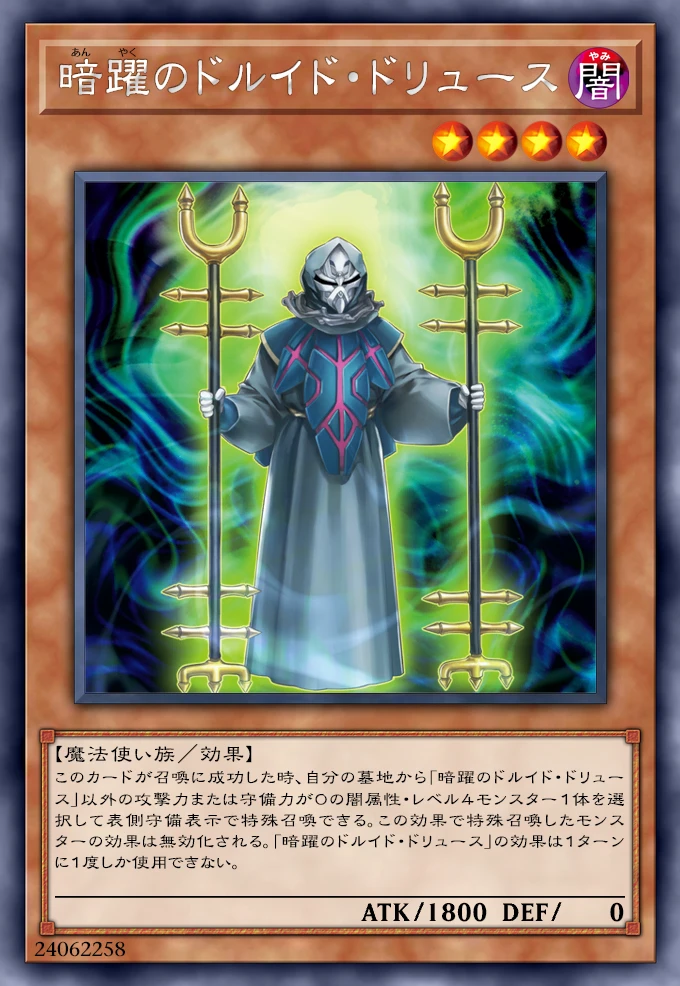 あん やく
暗躍のドルイド・ドリュース
やみ
闇
【魔法使い族／効果】
このカードが召喚に成功した時、自分の墓地から「暗躍のドルイド・ドリュー
ス」以外の攻撃力または守備力が０の闇属性・レベル４モンスター１体を選
択して表側守備表示で特殊召喚できる。この効果で特殊召喚したモンス
ターの効果は無効化される。「暗躍のドルイド・ドリュース」の効果は１ターン
に１度しか使用できない。
ATK/1800 DEF/ 0
24062258